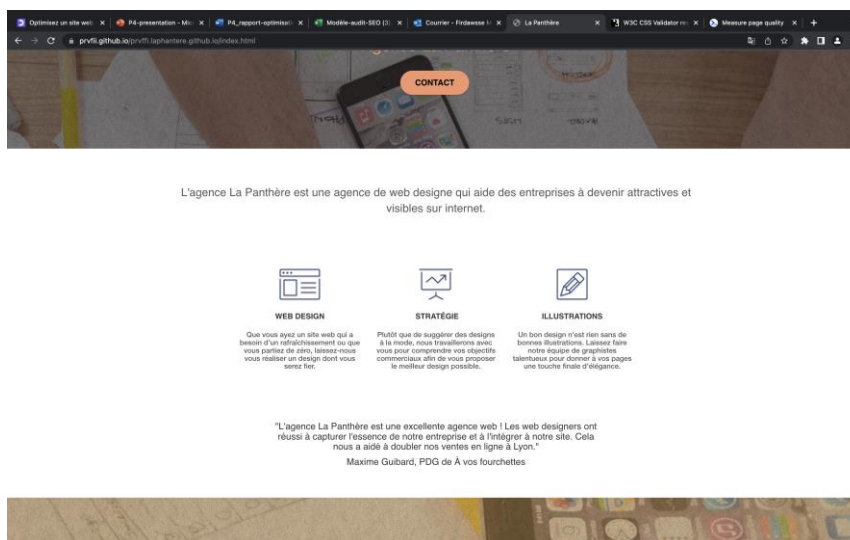 Optimisez un site web
P4-presentation – Micr
P4_rapport-optimisati
Modèle-audit-SEO (3)
Courrier – Firdawsse
La Panthère
W3C CSS Validator
Measure page quality
prvfii.github.io/prvffi.laphantere.github.io/index.html
CONTACT
L'agence La Panthère est une agence de web designe qui aide des entreprises à devenir attractives et
visibles sur internet.
WEB DESIGN
Que vous ayez un site web qui a
besoin d'un rafraîchissement ou que
vous partiez de zéro, laissez-nous
vous réaliser un design dont vous
serez fier.
STRATÉGIE
Plutôt que de suggérer des designs
à la mode, nous travaillerons avec
vous pour comprendre vos objectifs
commerciaux afin de vous proposer
le meilleur design possible.
ILLUSTRATIONS
Un bon design n'est rien sans de
bonnes illustrations. Laissez faire
notre équipe de graphistes
talentueux pour donner à vos pages
une touche finale d'élégance.
"L'agence La Panthère est une excellente agence web ! Les web designers ont
réussi à capturer l'essence de notre entreprise et à l'intégrer à notre site. Cela
nous a aidé à doubler nos ventes en ligne à Lyon."
Maxime Guibard, PDG de À vos fourchettes